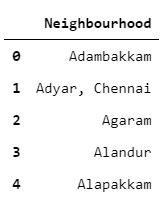 Neighbourhood
0 Adambakkam
1 Adyar, Chennai
2 Agaram
3 Alandur
4 Alapakkam